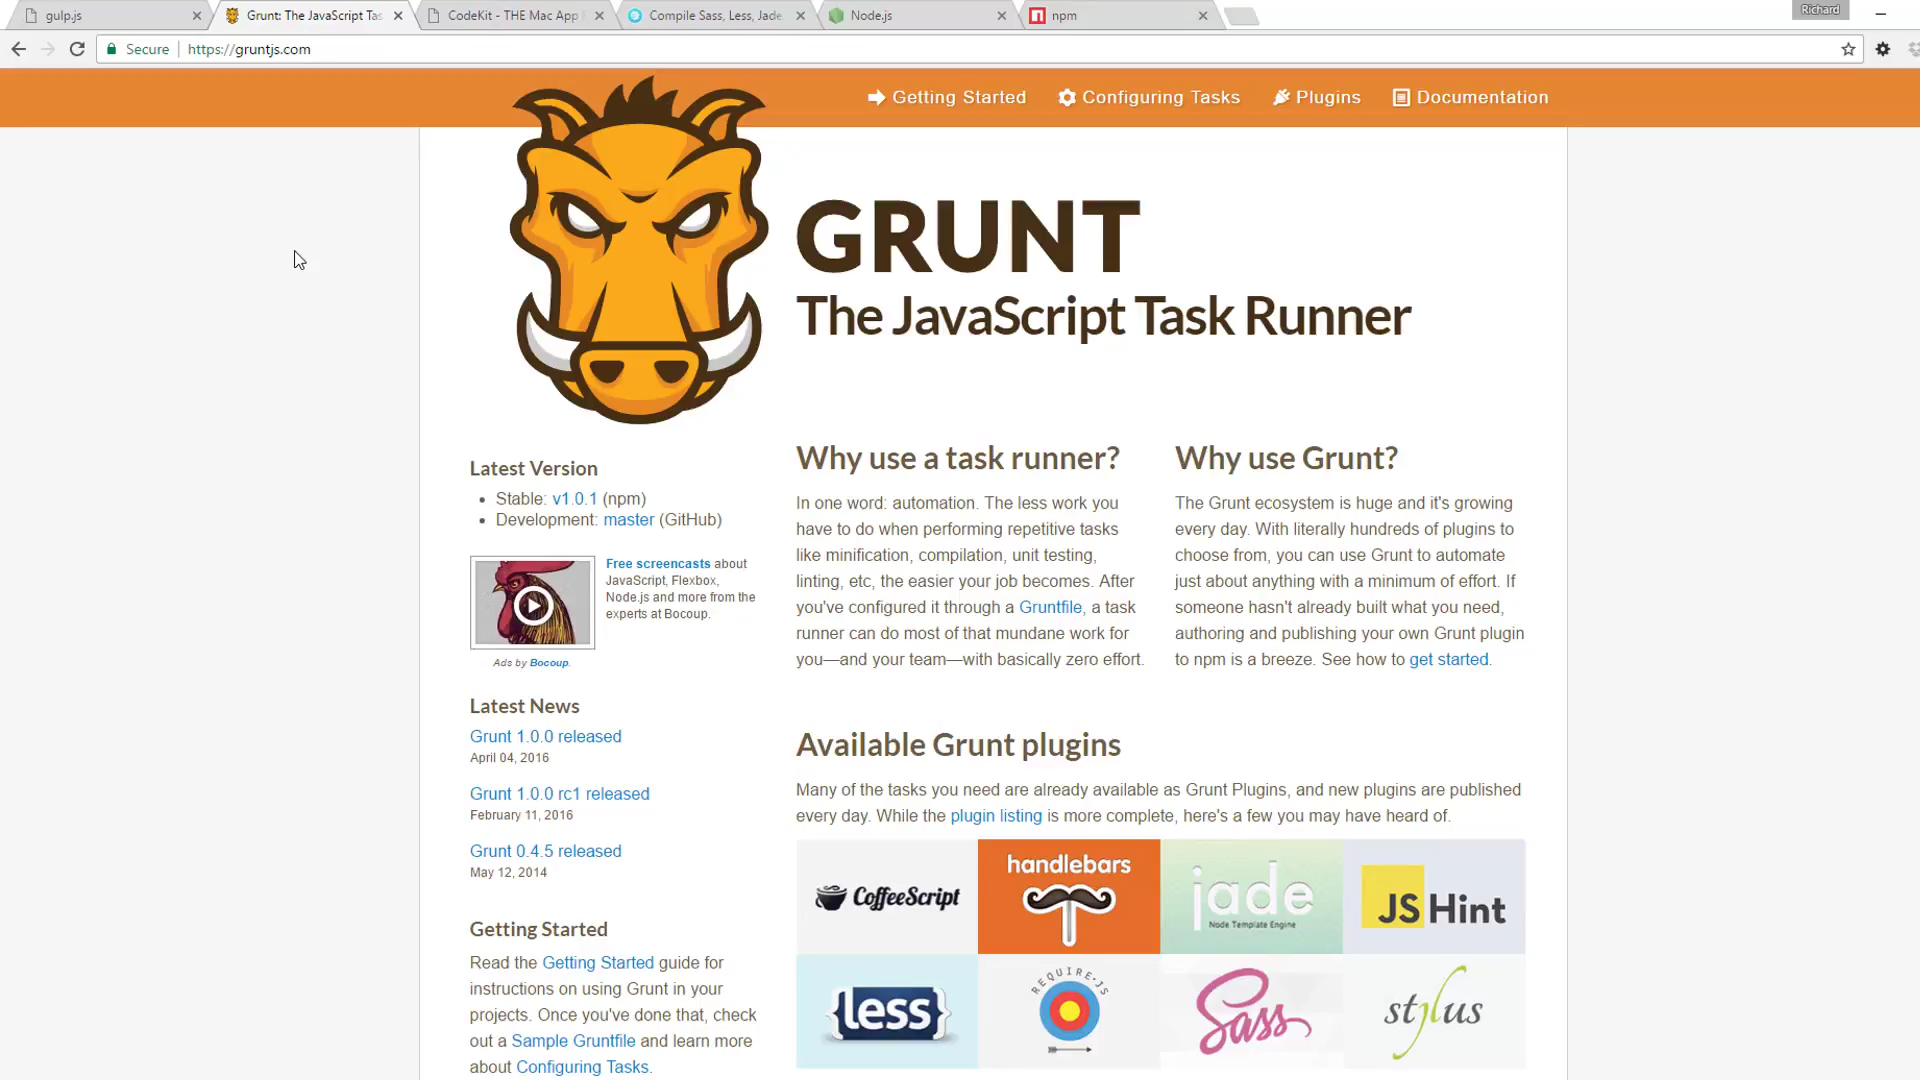 gulp.js
Grunt: The JavaScript Tas
CodeKit - THE Mac App
Compile Sass, Less, Jade
Node.js
npm
Richard
Secure
https://gruntjs.com
Getting Started
Configuring Tasks
Plugins
Documentation
GRUNT
The JavaScript Task Runner
Latest Version
Stable: v1.0.1 (npm)
Development: master (GitHub)
Free screencasts about
JavaScript, Flexbox,
Node.js and more from the
experts at Bocoup.
Ads by Bocoup.
Latest News
Grunt 1.0.0 released
April 04, 2016
Grunt 1.0.0 rc1 released
February 11, 2016
Grunt 0.4.5 released
May 12, 2014
Getting Started
Read the Getting Started guide for
instructions on using Grunt in your
projects. Once you've done that, check
out a Sample Gruntfile and learn more
about Configuring Tasks.
Why use a task runner?
In one word: automation. The less work you
have to do when performing repetitive tasks
like minification, compilation, unit testing,
linting, etc, the easier your job becomes. After
you've configured it through a Gruntfile, a task
runner can do most of that mundane work for
you—and your team—with basically zero effort.
Why use Grunt?
The Grunt ecosystem is huge and it's growing
every day. With literally hundreds of plugins to
choose from, you can use Grunt to automate
just about anything with a minimum of effort. If
someone hasn't already built what you need,
authoring and publishing your own Grunt plugin
to npm is a breeze. See how to get started.
Available Grunt plugins
Many of the tasks you need are already available as Grunt Plugins, and new plugins are published
every day. While the plugin listing is more complete, here's a few you may have heard of.
CoffeeScript
handlebars
jade
Node Template Engine
JS Hint
{less}
REQUIRE·JS
Sass
stylus